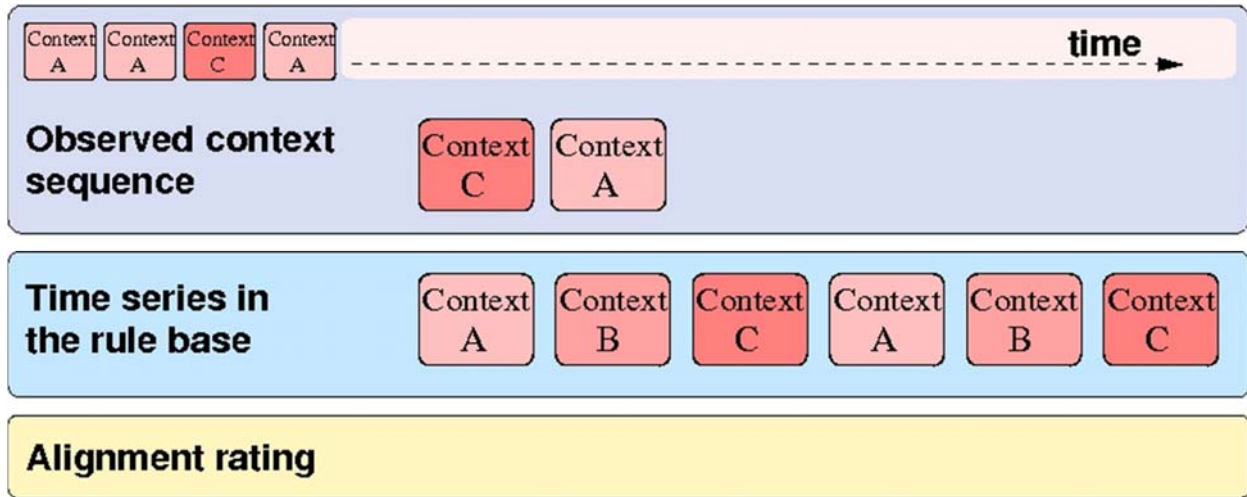 Context Context Context Context
A A C A
time
Observed context
sequence
Context Context
C A
Time series in
the rule base
Context Context Context Context Context Context
A B C A B C
Alignment rating